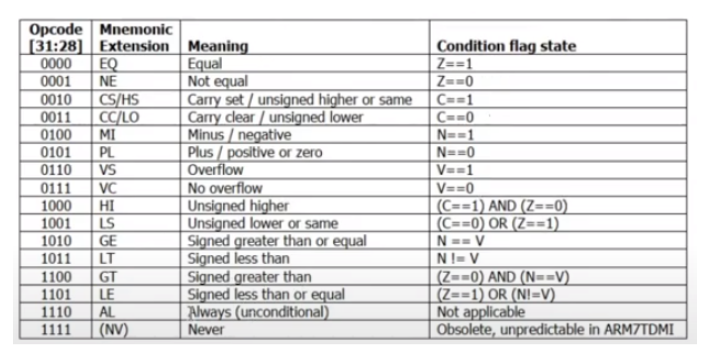 Opcode [31:28] Mnemonic Extension Meaning Condition flag state
0000 EQ Equal Z==1
0001 NE Not equal Z==0
0010 CS/HS Carry set / unsigned higher or same C==1
0011 CC/LO Carry clear / unsigned lower C==0
0100 MI Minus / negative N==1
0101 PL Plus / positive or zero N==0
0110 VS Overflow V==1
0111 VC No overflow V==0
1000 HI Unsigned higher (C==1) AND (Z==0)
1001 LS Unsigned lower or same (C==0) OR (Z==1)
1010 GE Signed greater than or equal N == V
1011 LT Signed less than N != V
1100 GT Signed greater than (Z==0) AND (N==V)
1101 LE Signed less than or equal (Z==1) OR (N!=V)
1110 AL Always (unconditional) Not applicable
1111 (NV) Never Obsolete, unpredictable in ARM7TDMI